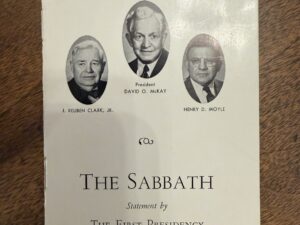 President
DAVID O. McKAY
J. REUBEN CLARK, JR.
HENRY D. MOYLE
THE SABBATH
Statement by
THE FIRST PRESIDENCY